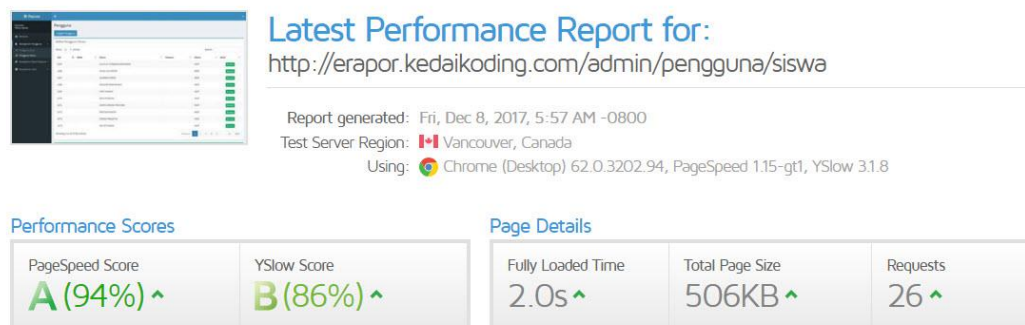 Latest Performance Report for:
http://erapor.kedaikoding.com/admin/pengguna/siswa
Report generated: Fri, Dec 8, 2017, 5:57 AM -0800
Test Server Region: Vancouver, Canada
Using: Chrome (Desktop) 62.0.3202.94, PageSpeed 1.15-gt1, YSlow 3.1.8
Pengguna
Performance Scores
Page Details
PageSpeed Score
YSlow Score
Fully Loaded Time
Total Page Size
Requests
A (94%)
B (86%)
2.0s
506KB
26